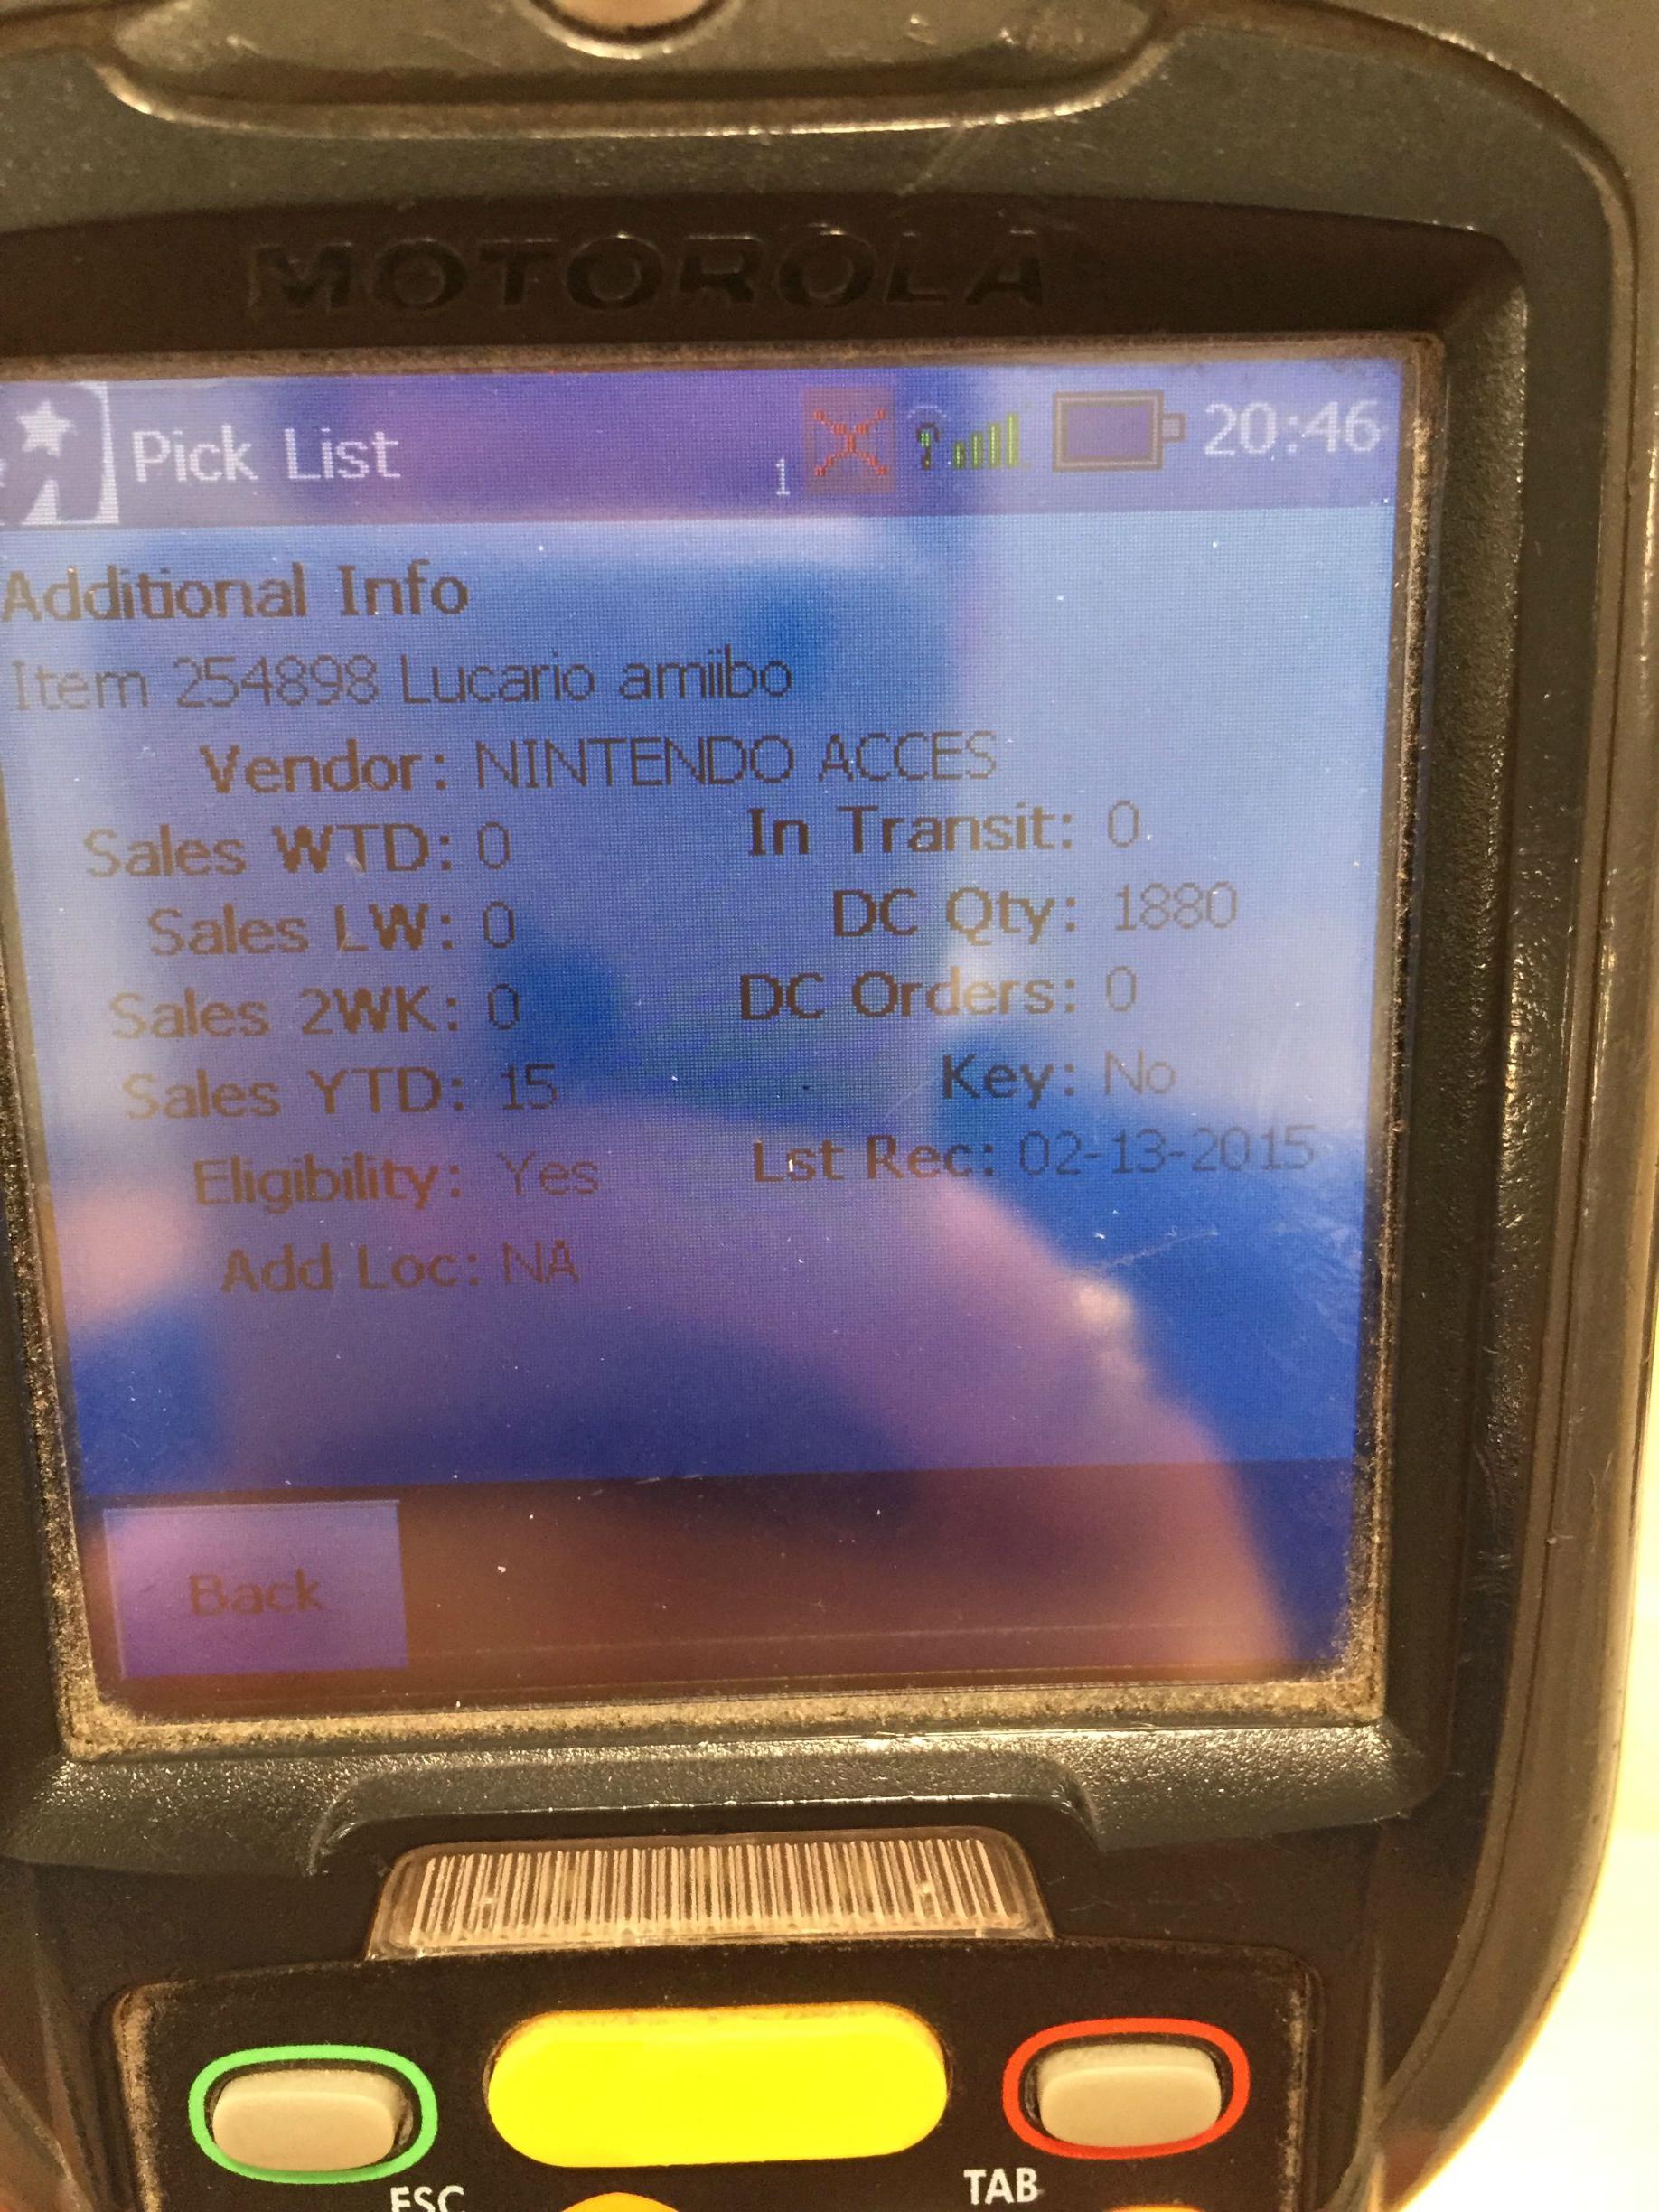 MOTOROLA
Pick List 1 20:46
Additional Info
Item 254898 Lucario amiibo
Vendor: NINTENDO ACCES
Sales WTD: 0 In Transit: 0
Sales LW: 0 DC Qty: 1880
Sales 2WK: 0 DC Orders: 0
Sales YTD: 15 Key: No
Eligibility: Yes Lst Rec: 02-13-2015
Add Loc: NA
Back
ESC TAB